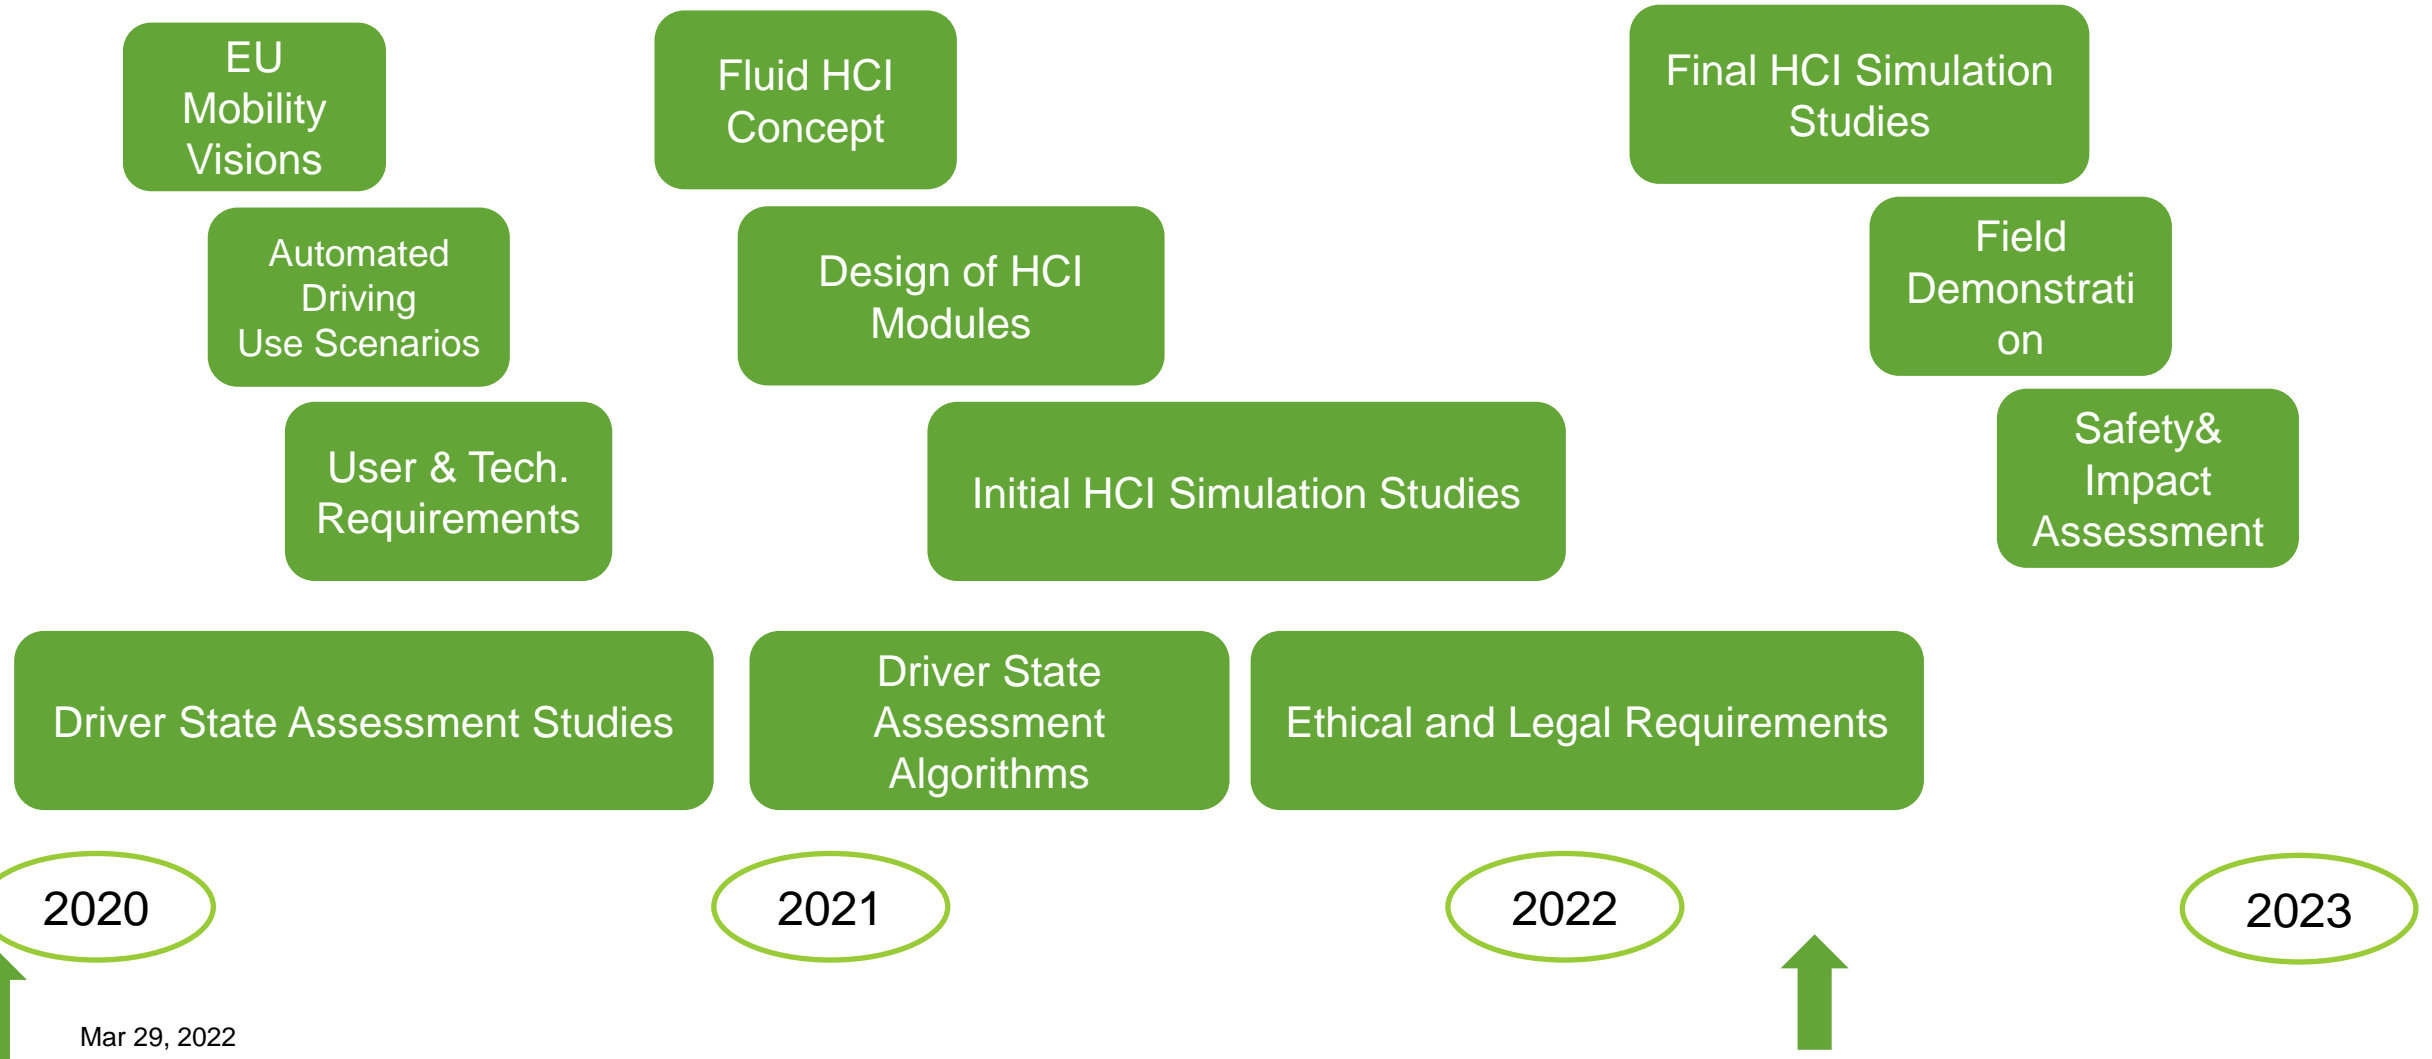 EU
Mobility
Visions
Fluid HCI
Concept
Final HCI Simulation
Studies
Automated
Driving
Use Scenarios
Design of HCI
Modules
Field
Demonstrati
on
User & Tech.
Requirements
Initial HCI Simulation Studies
Safety&
Impact
Assessment
Driver State Assessment Studies
Driver State
Assessment
Algorithms
Ethical and Legal Requirements
2020
2021
2022
2023
Mar 29, 2022